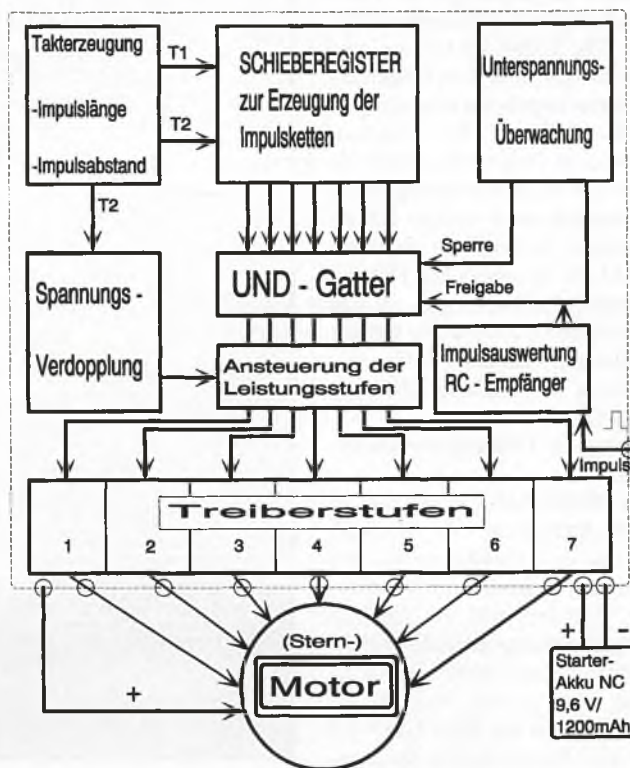 Takterzeugung
-Impulslänge
-Impulsabstand
T1
T2
SCHIEBEREGISTER
zur Erzeugung der
Impulsketten
Unterspannungs-
Überwachung
T2
Sperre
Freigabe
UND - Gatter
Spannungs -
Verdopplung
Ansteuerung der
Leistungsstufen
Impulsauswertung
RC - Empfänger
Impuls
Treiberstufen
1 2 3 4 5 6 7
(Stern-)
Motor
+
+ -
Starter-
Akku NC
9,6 V/
1200mAh